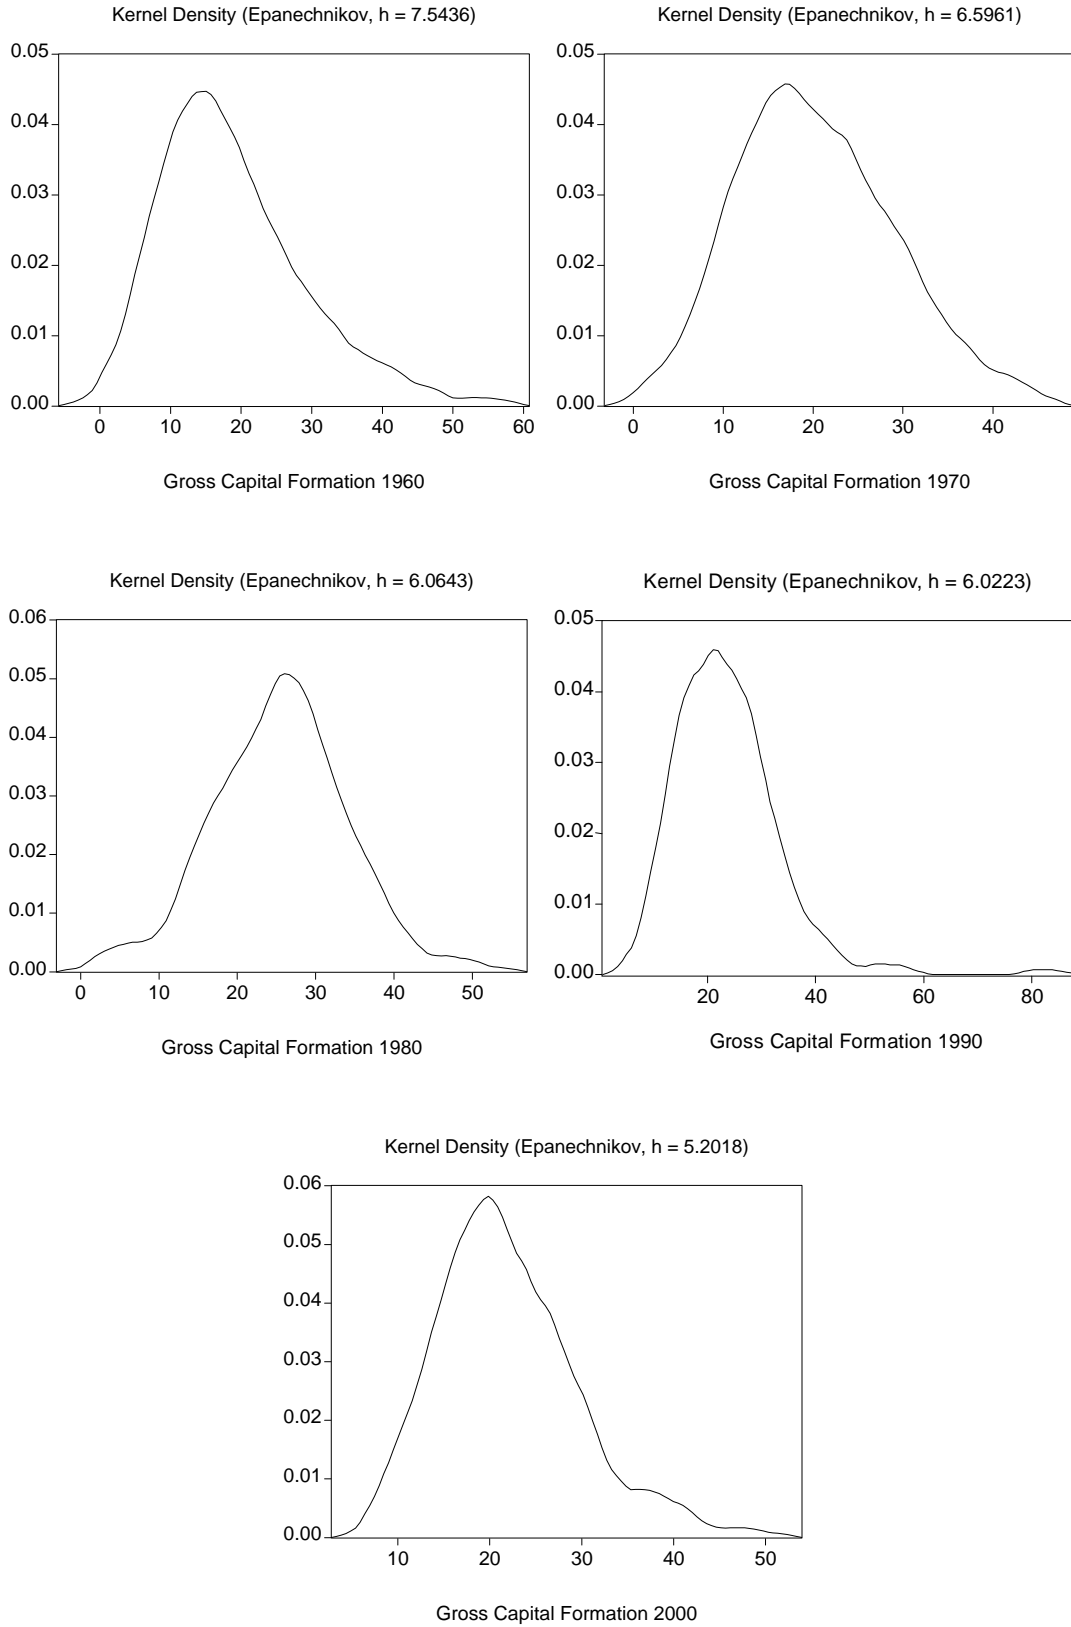 Kernel Density (Epanechnikov, h = 7.5436)
0.05
0.04
0.03
0.02
0.01
0.00
0 10 20 30 40 50 60
Gross Capital Formation 1960
Kernel Density (Epanechnikov, h = 6.5961)
0.05
0.04
0.03
0.02
0.01
0.00
0 10 20 30 40
Gross Capital Formation 1970
Kernel Density (Epanechnikov, h = 6.0643)
0.06
0.05
0.04
0.03
0.02
0.01
0.00
0 10 20 30 40 50
Gross Capital Formation 1980
Kernel Density (Epanechnikov, h = 6.0223)
0.05
0.04
0.03
0.02
0.01
0.00
20 40 60 80
Gross Capital Formation 1990
Kernel Density (Epanechnikov, h = 5.2018)
0.06
0.05
0.04
0.03
0.02
0.01
0.00
10 20 30 40 50
Gross Capital Formation 2000